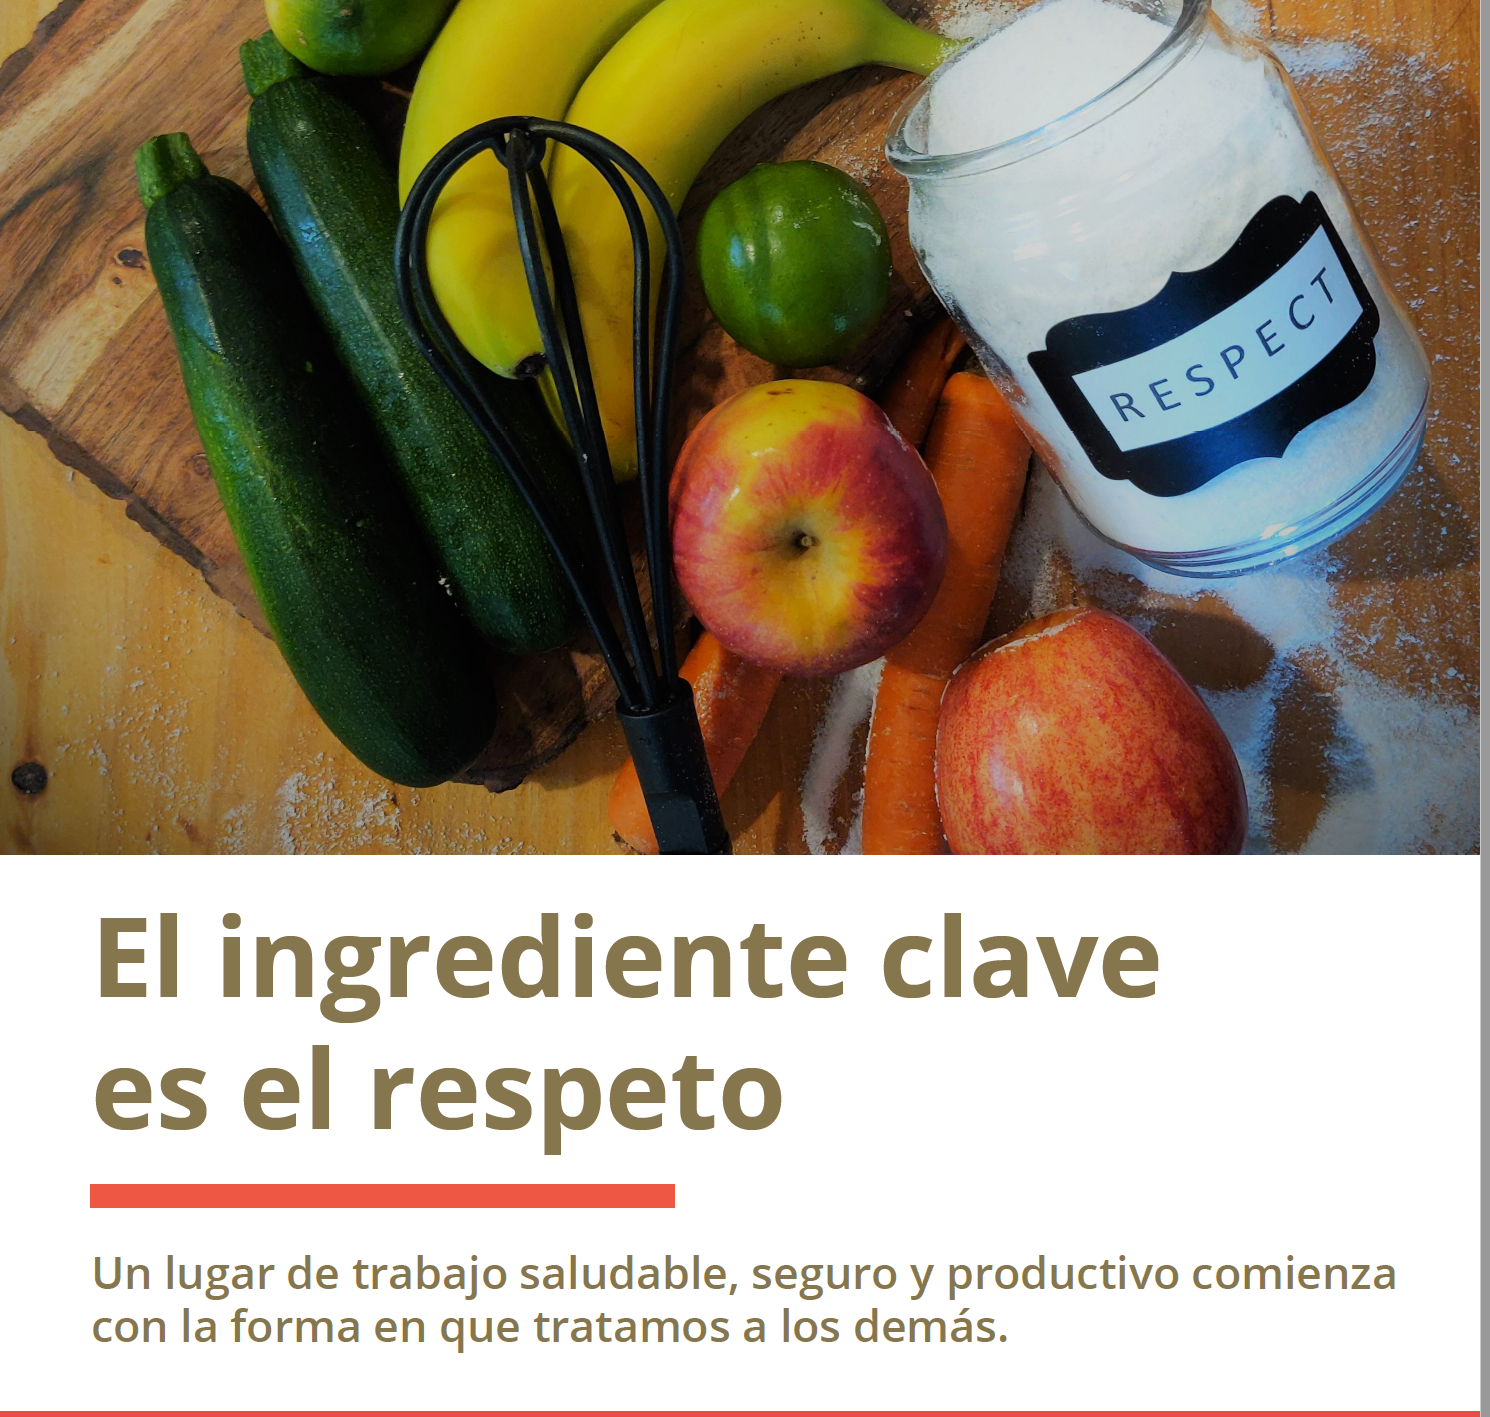 RESPECT
El ingrediente clave
es el respeto
Un lugar de trabajo saludable, seguro y productivo comienza
con la forma en que tratamos a los demás.